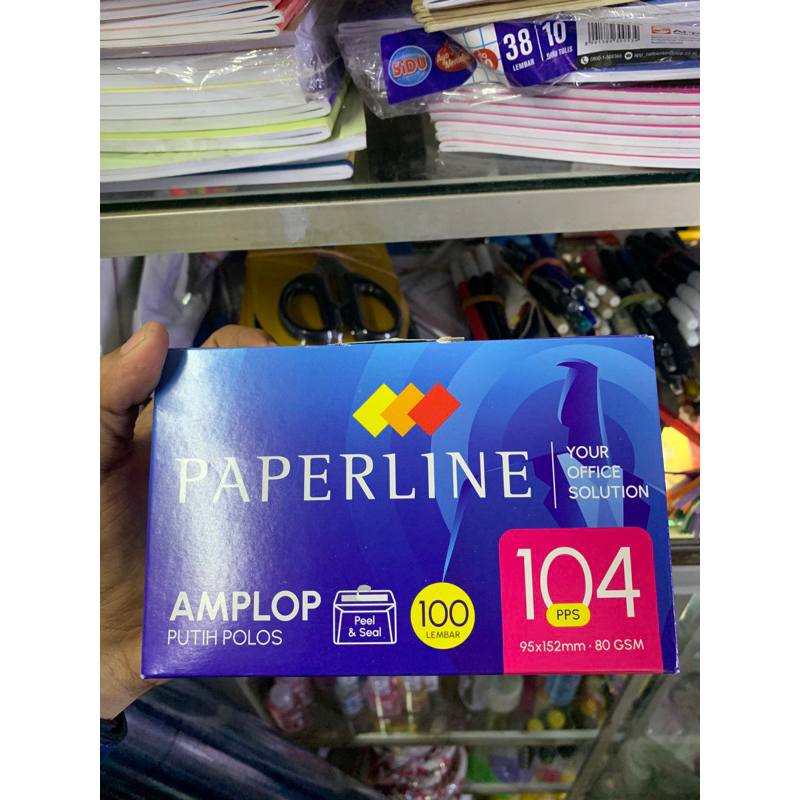 SiDU
38
LEMBAR
10
PAPERLINE
YOUR
OFFICE
SOLUTION
AMPLOP
PUTIH POLOS
Peel
& Seal
100
LEMBAR
104
PPS
95x152mm · 80 GSM